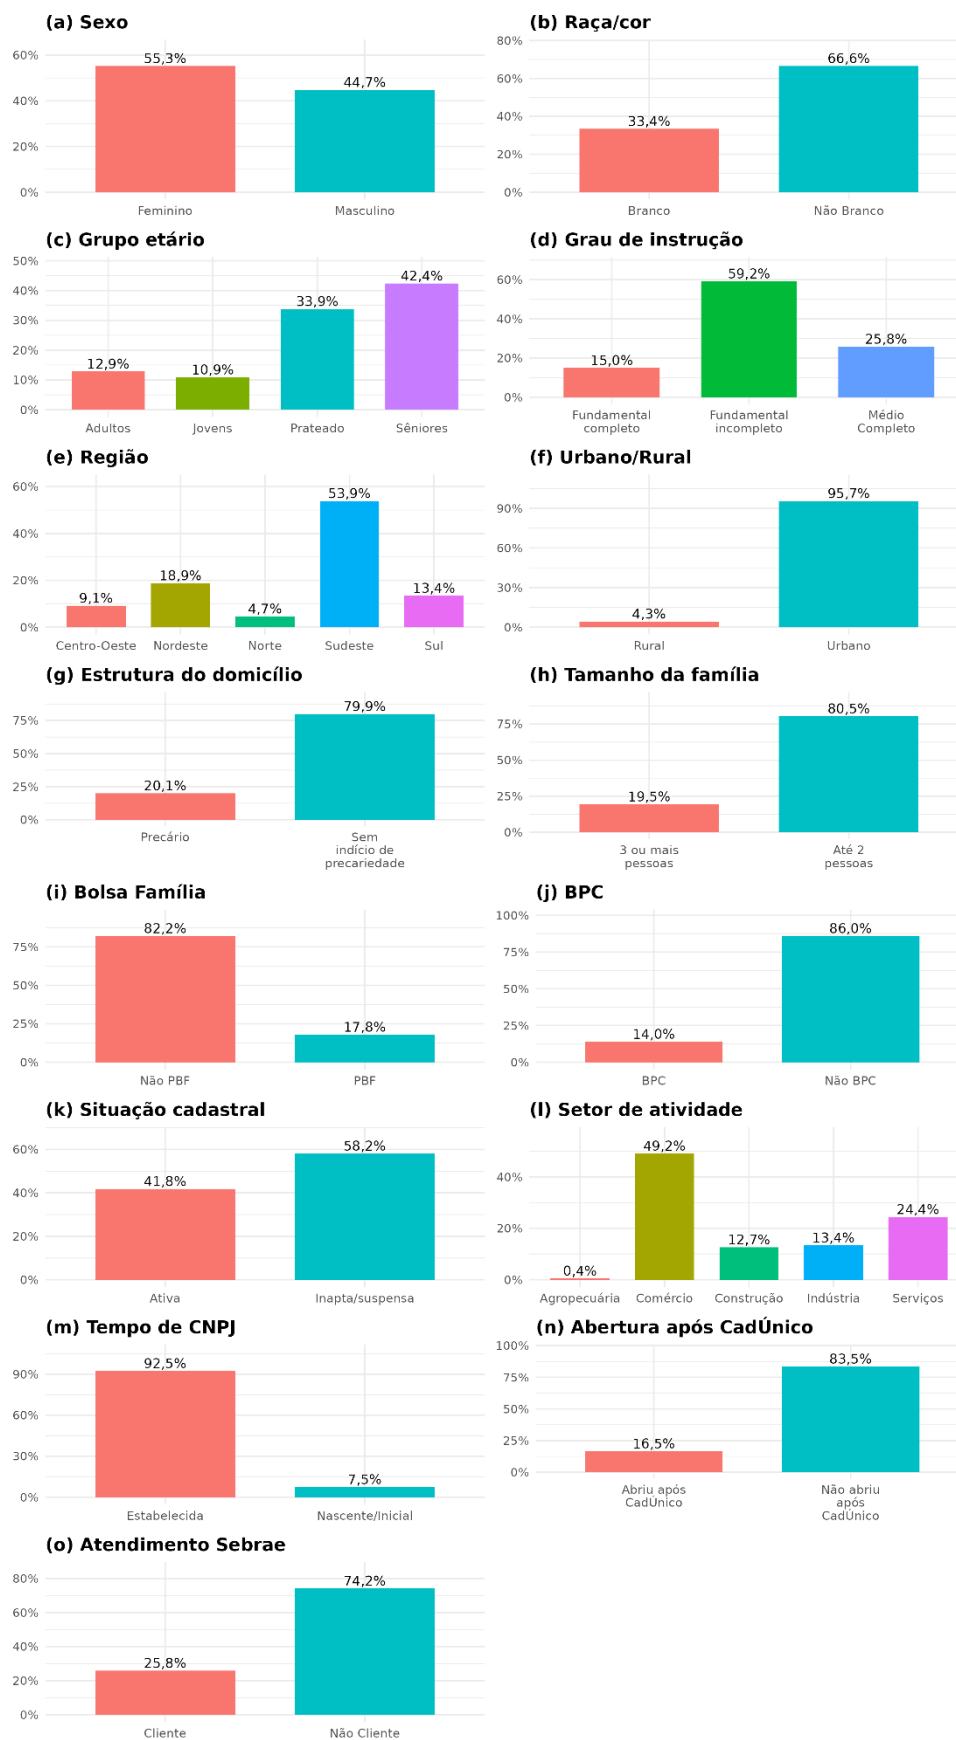 (a) Sexo
60%
40%
20%
0%
55,3%
44,7%
Feminino
Masculino
(b) Raça/cor
80%
60%
40%
20%
0%
33,4%
66,6%
Branco
Não Branco
(c) Grupo etário
50%
40%
30%
20%
10%
0%
12,9%
10,9%
33,9%
42,4%
Adultos
Jovens
Prateado
Sêniores
(d) Grau de instrução
60%
40%
20%
0%
15,0%
59,2%
25,8%
Fundamental
completo
Fundamental
incompleto
Médio
Completo
(e) Região
60%
40%
20%
0%
9,1%
18,9%
4,7%
53,9%
13,4%
Centro-Oeste
Nordeste
Norte
Sudeste
Sul
(f) Urbano/Rural
90%
60%
30%
0%
4,3%
95,7%
Rural
Urbano
(g) Estrutura do domicílio
75%
50%
25%
0%
20,1%
79,9%
Precário
Sem
indício de
precariedade
(h) Tamanho da família
75%
50%
25%
0%
19,5%
80,5%
3 ou mais
pessoas
Até 2
pessoas
(i) Bolsa Família
75%
50%
25%
0%
82,2%
17,8%
Não PBF
PBF
(j) BPC
100%
75%
50%
25%
0%
14,0%
86,0%
BPC
Não BPC
(k) Situação cadastral
60%
40%
20%
0%
41,8%
58,2%
Ativa
Inapta/suspensa
(l) Setor de atividade
40%
20%
0%
0,4%
49,2%
12,7%
13,4%
24,4%
Agropecuária
Comércio
Construção
Indústria
Serviços
(m) Tempo de CNPJ
90%
60%
30%
0%
92,5%
7,5%
Estabelecida
Nascente/Inicial
(n) Abertura após CadÚnico
100%
75%
50%
25%
0%
16,5%
83,5%
Abriu após
CadÚnico
Não abriu
após
CadÚnico
(o) Atendimento Sebrae
80%
60%
40%
20%
0%
25,8%
74,2%
Cliente
Não Cliente